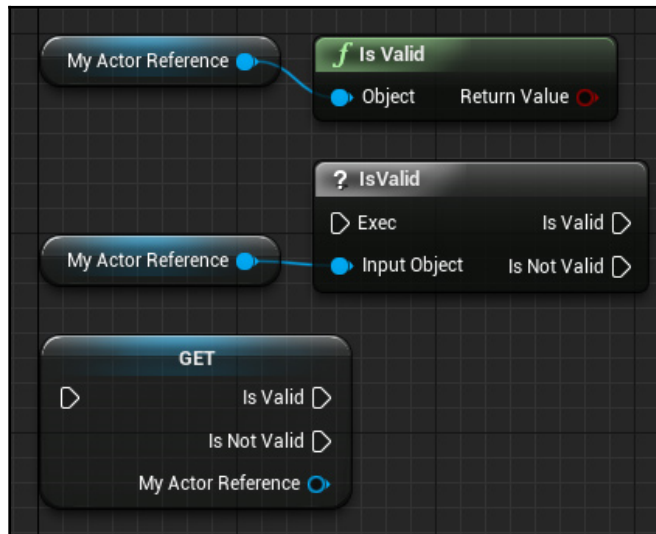 My Actor Reference
f Is Valid
Object Return Value
? IsValid
Exec Is Valid
My Actor Reference
Input Object Is Not Valid
GET
Is Valid
Is Not Valid
My Actor Reference